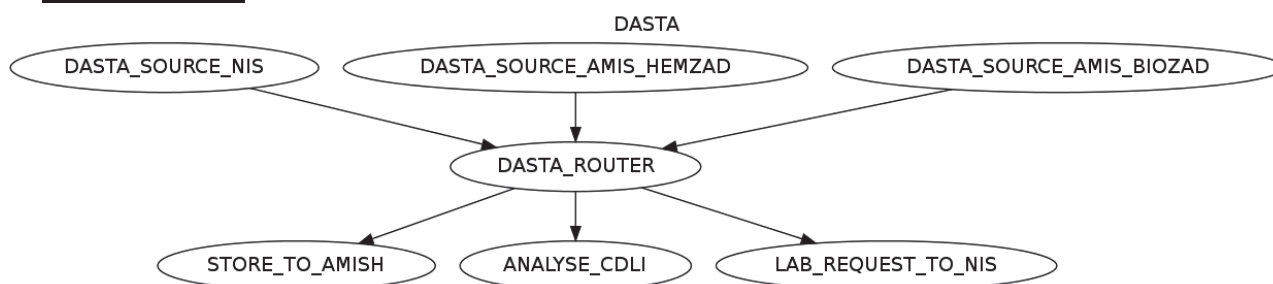 DASTA
DASTA_SOURCE_NIS DASTA_SOURCE_AMIS_HEMZAD DASTA_SOURCE_AMIS_BIOZAD
DASTA_ROUTER
STORE_TO_AMISH ANALYSE_CDLI LAB_REQUEST_TO_NIS